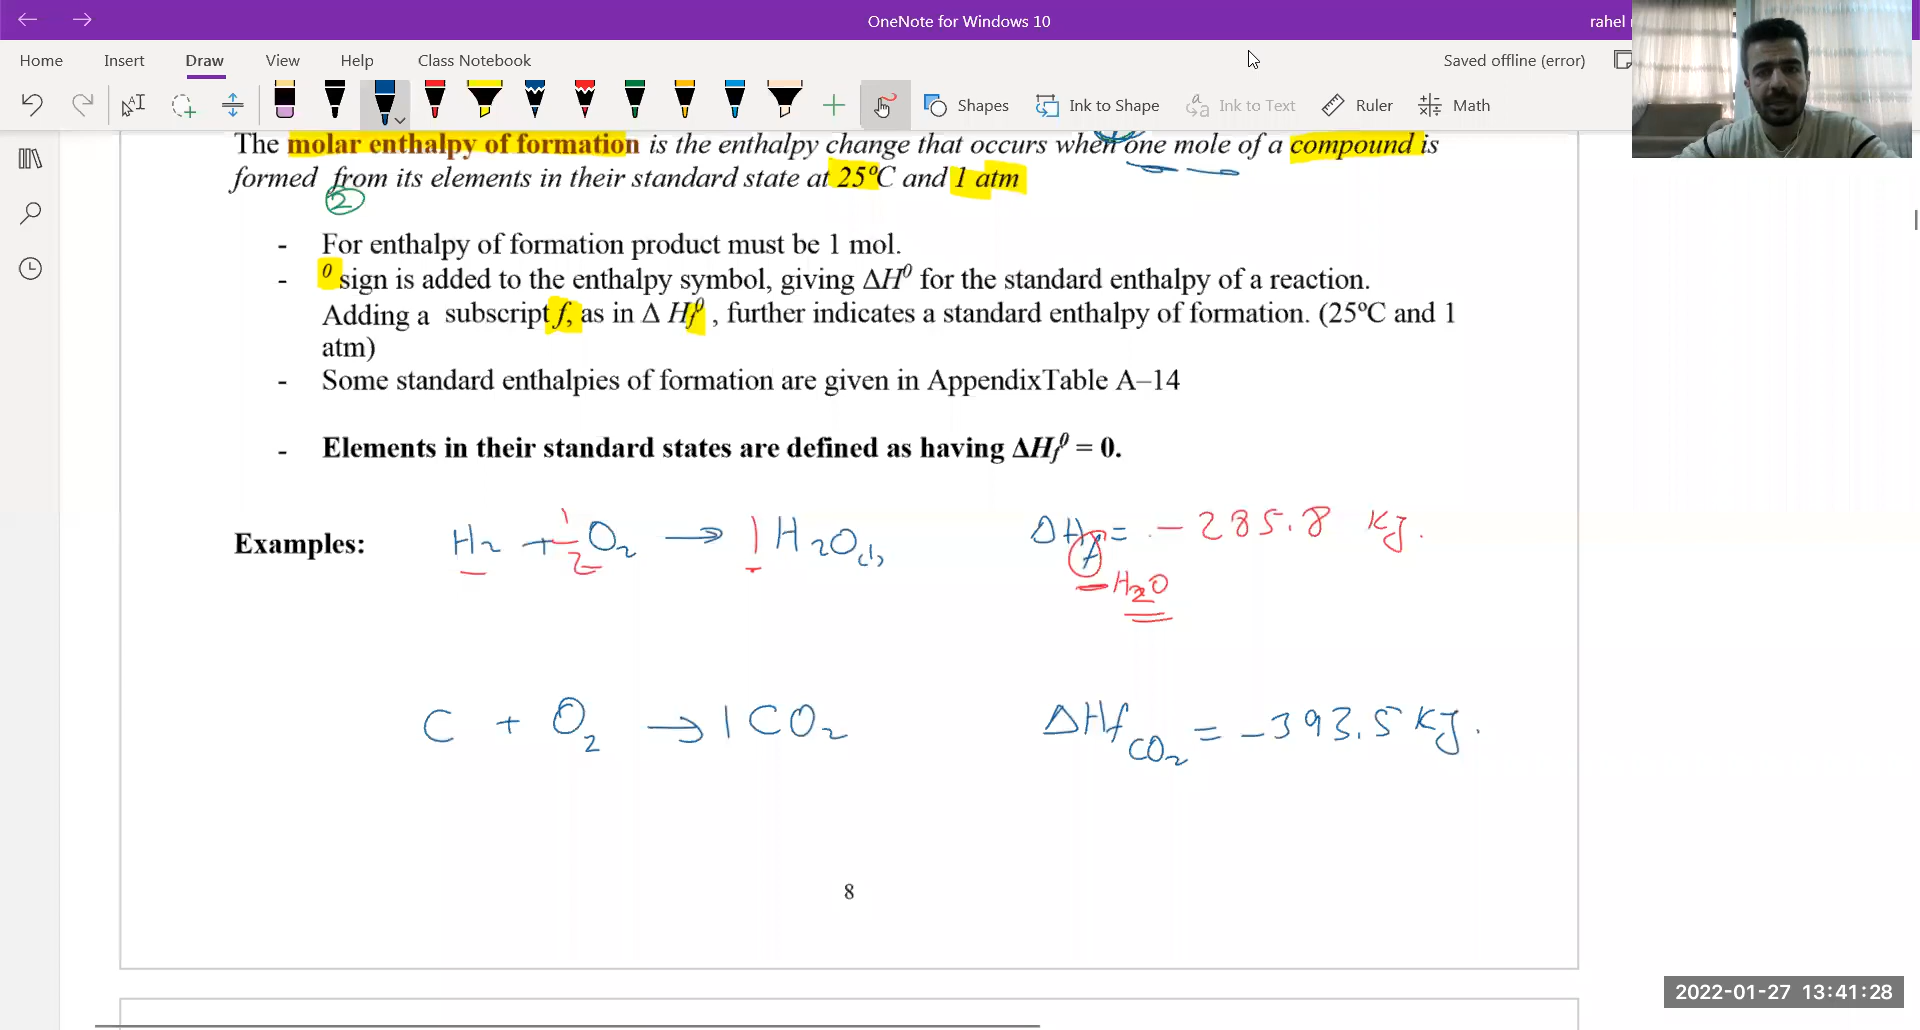 OneNote for Windows 10
rahel
Home Insert Draw View Help Class Notebook
Saved offline (error)
Shapes Ink to Shape Ink to Text Ruler Math
The molar enthalpy of formation is the enthalpy change that occurs when one mole of a compound is
formed from its elements in their standard state at 25ºC and 1 atm
2
- For enthalpy of formation product must be 1 mol.
- 0 sign is added to the enthalpy symbol, giving ΔH⁰ for the standard enthalpy of a reaction.
Adding a subscript f, as in Δ Hf⁰ , further indicates a standard enthalpy of formation. (25ºC and 1
atm)
- Some standard enthalpies of formation are given in AppendixTable A–14
- Elements in their standard states are defined as having ΔHf⁰ = 0.
Examples: H₂ + 1/2 O₂ → 1 H₂O(l) ΔHf = - 285.8 KJ.
H₂O
C + O₂ → 1 CO₂ ΔHf CO₂ = -393.5 KJ.
8
2022-01-27 13:41:28